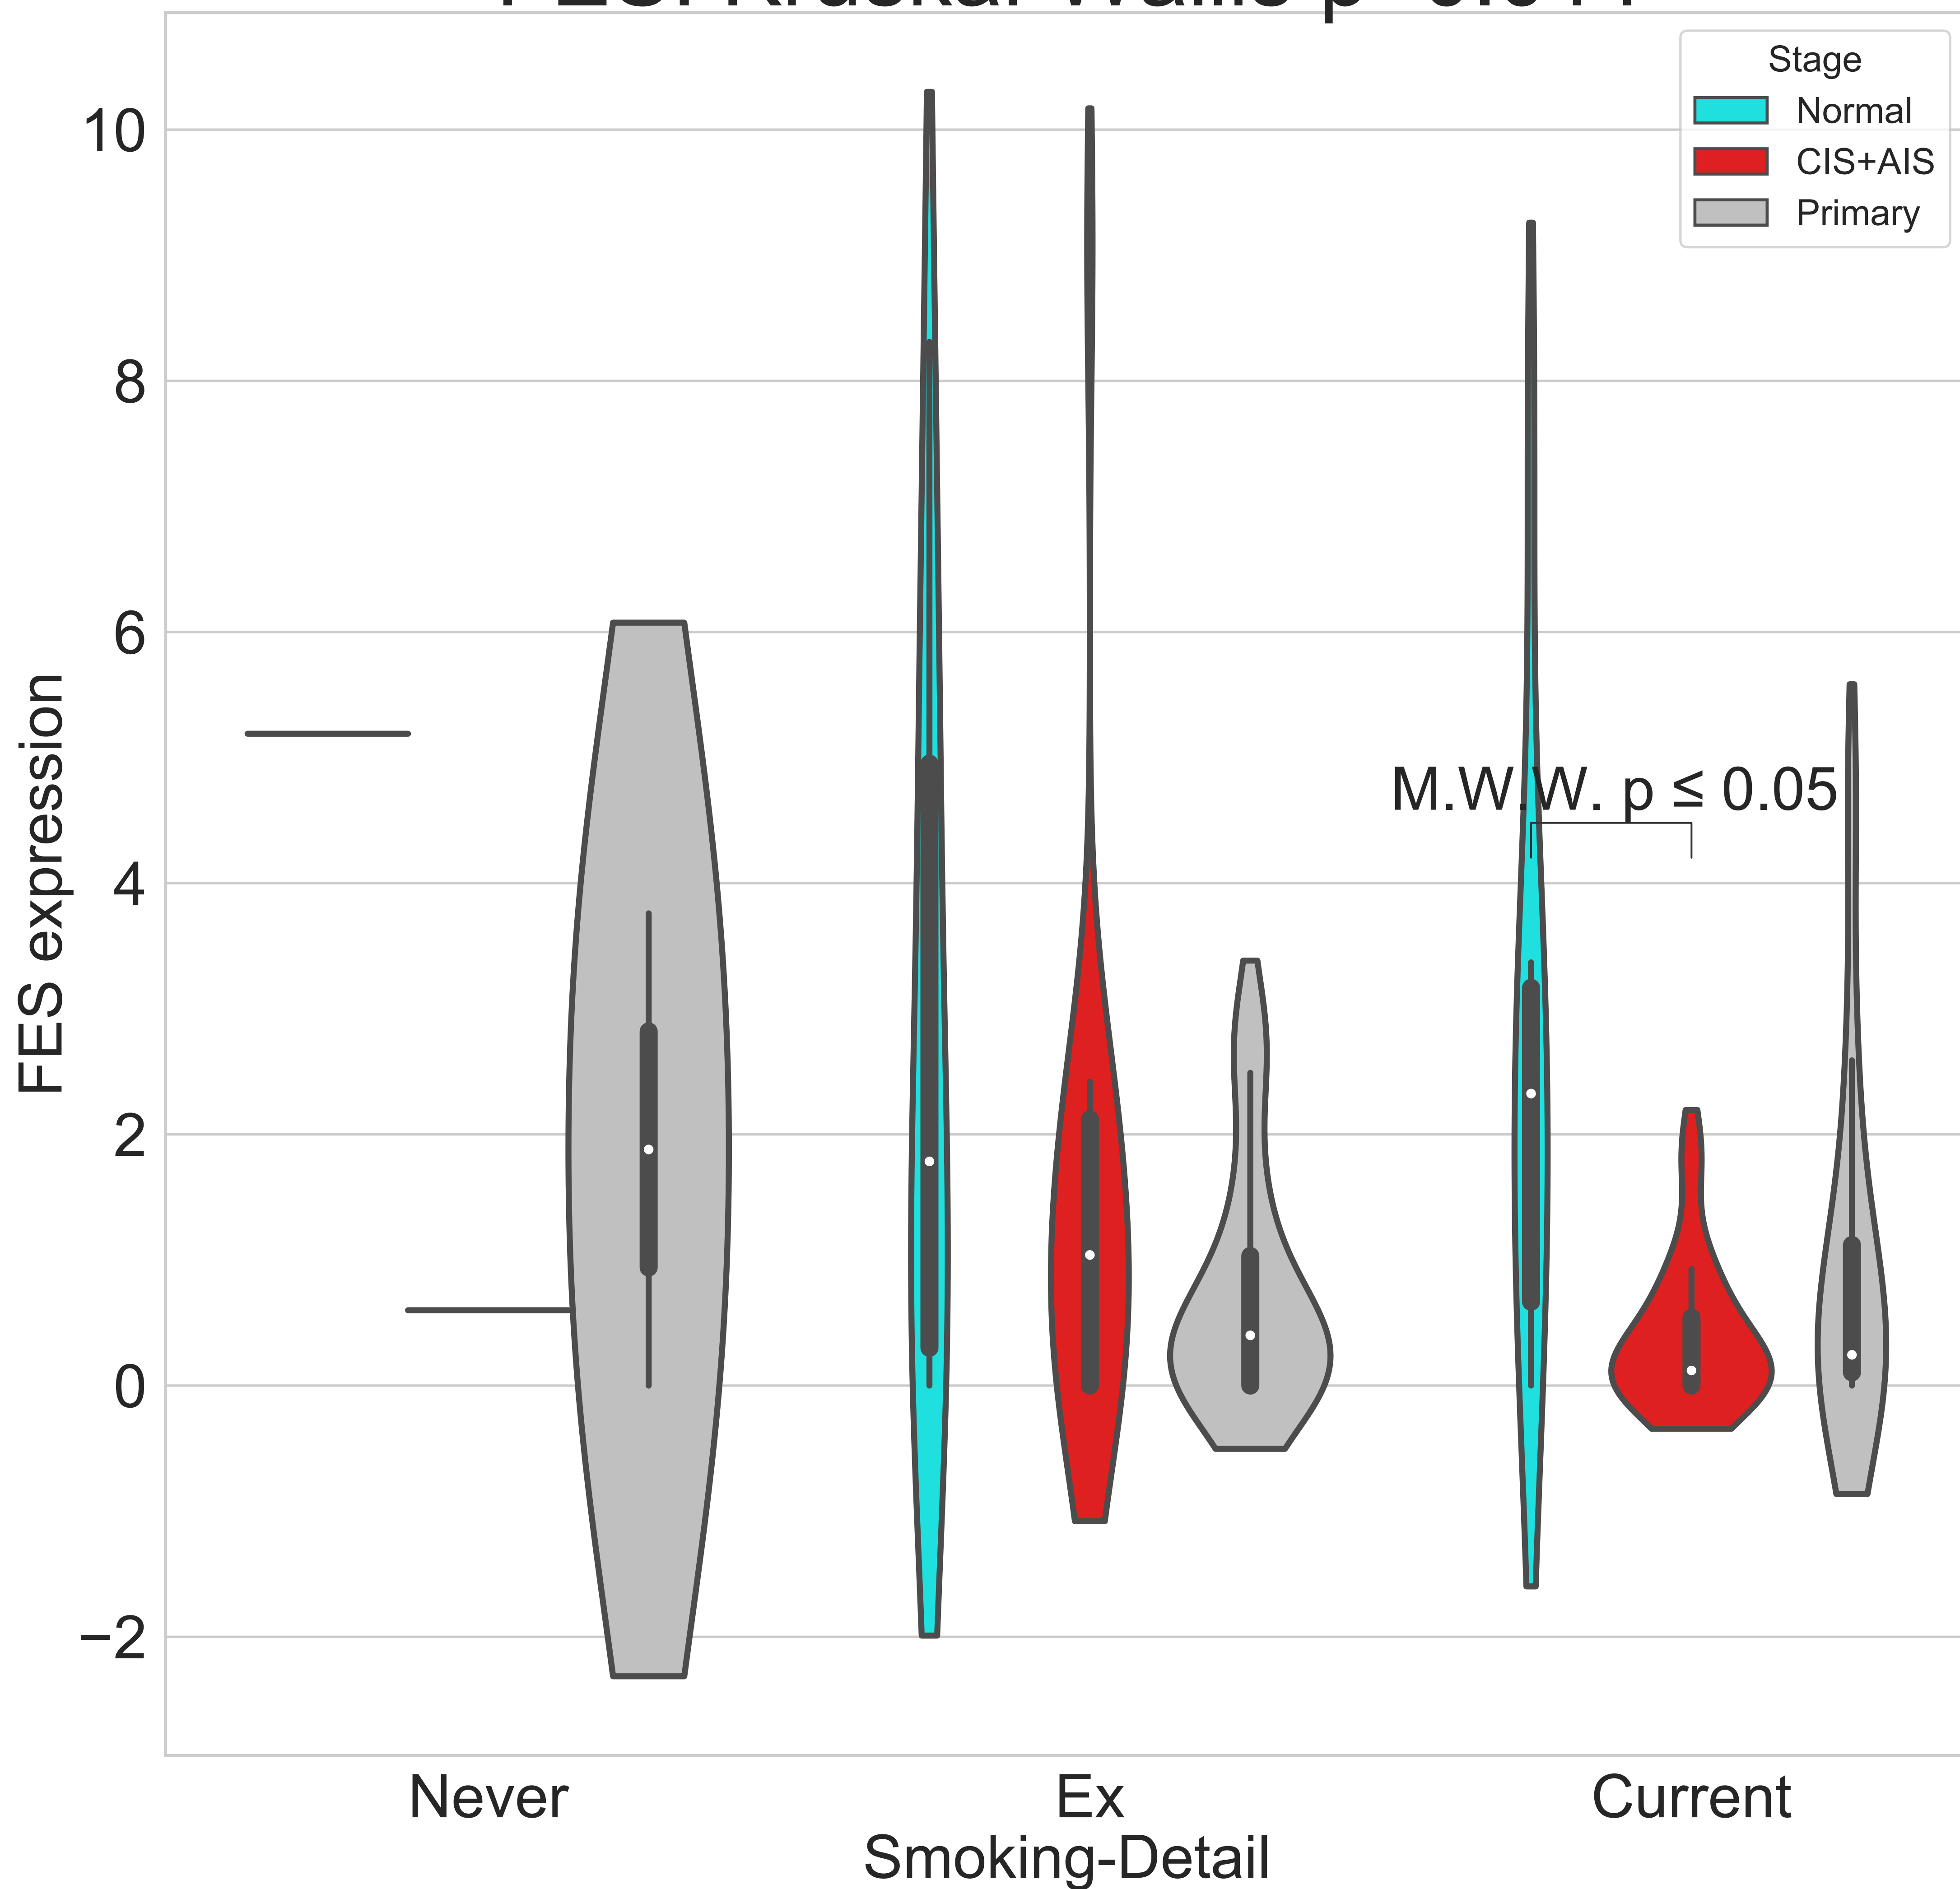 Stage
Normal
CIS+AIS
Primary
10
8
6
4
2
0
−2
FES expression
M.W.W. p ≤ 0.05
Never
Ex
Current
Smoking-Detail